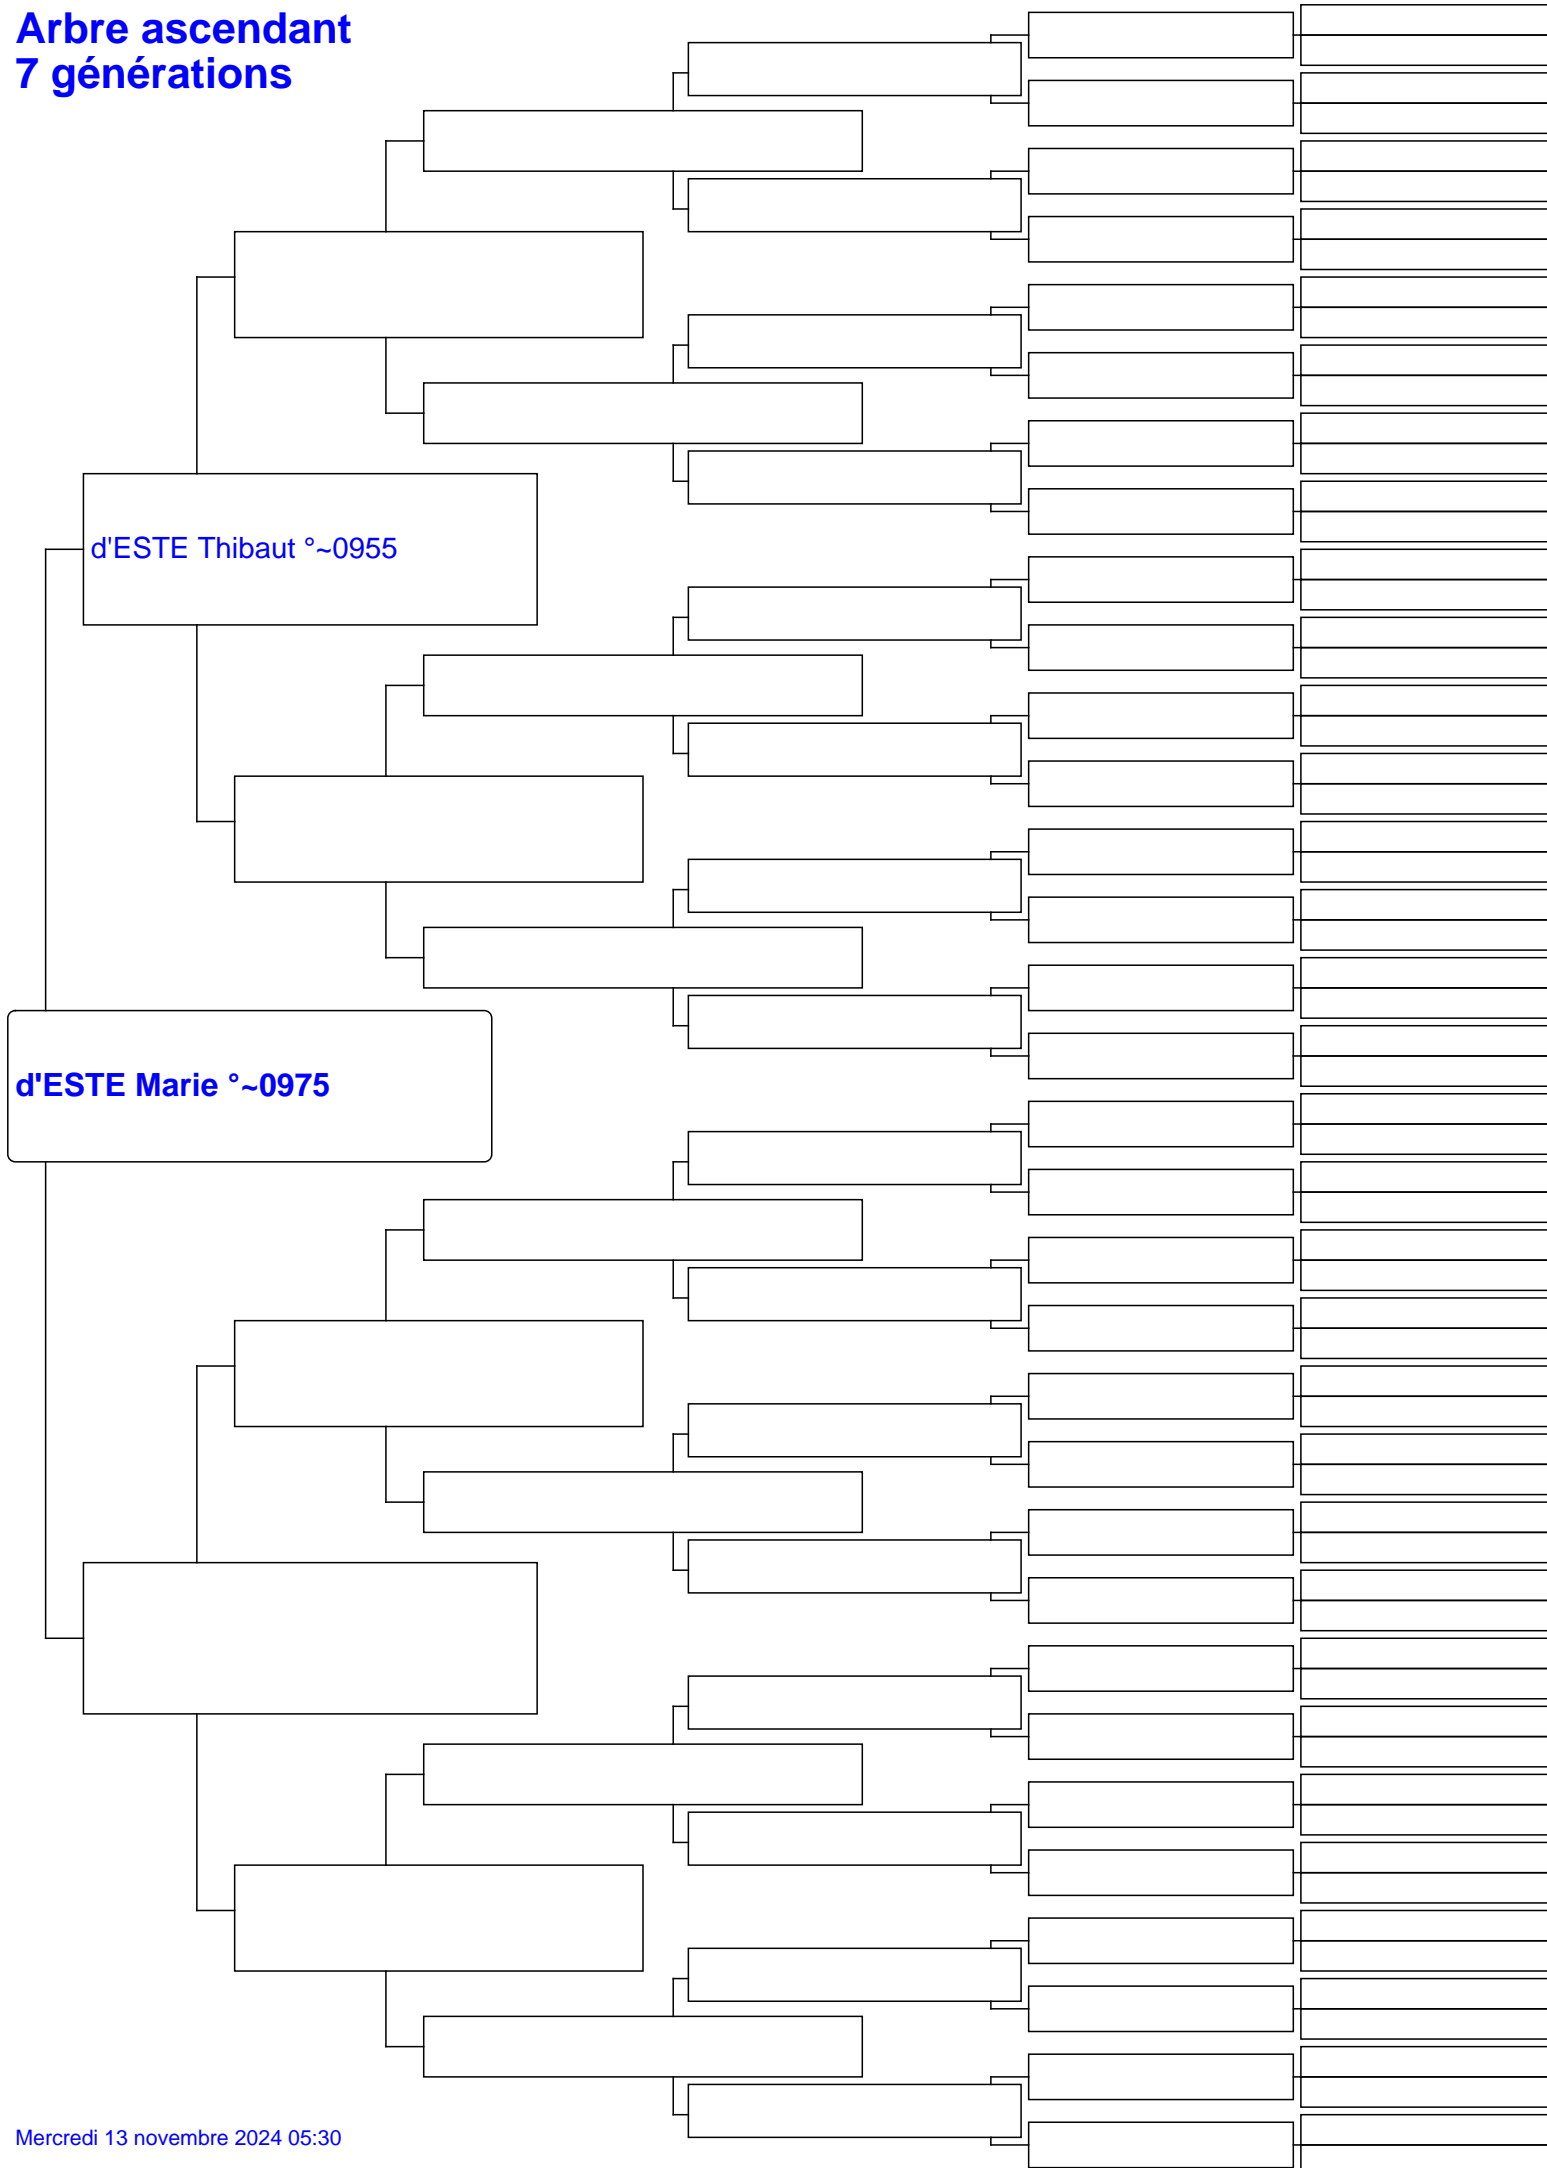 Arbre ascendant
7 générations
d'ESTE Thibaut °~0955
d'ESTE Marie °~0975
Mercredi 13 novembre 2024 05:30